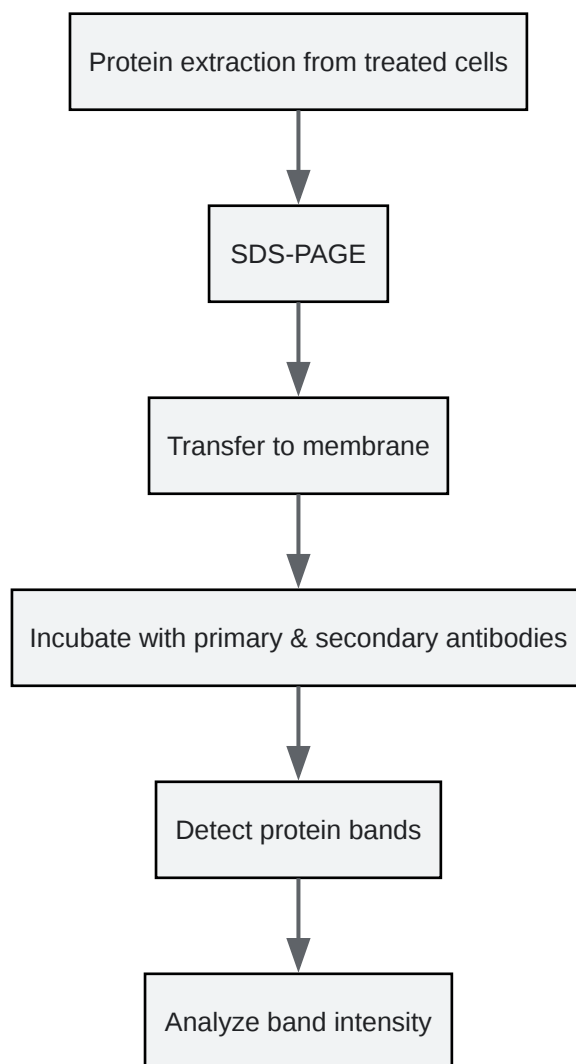 Protein extraction from treated cells
SDS-PAGE
Transfer to membrane
Incubate with primary & secondary antibodies
Detect protein bands
Analyze band intensity